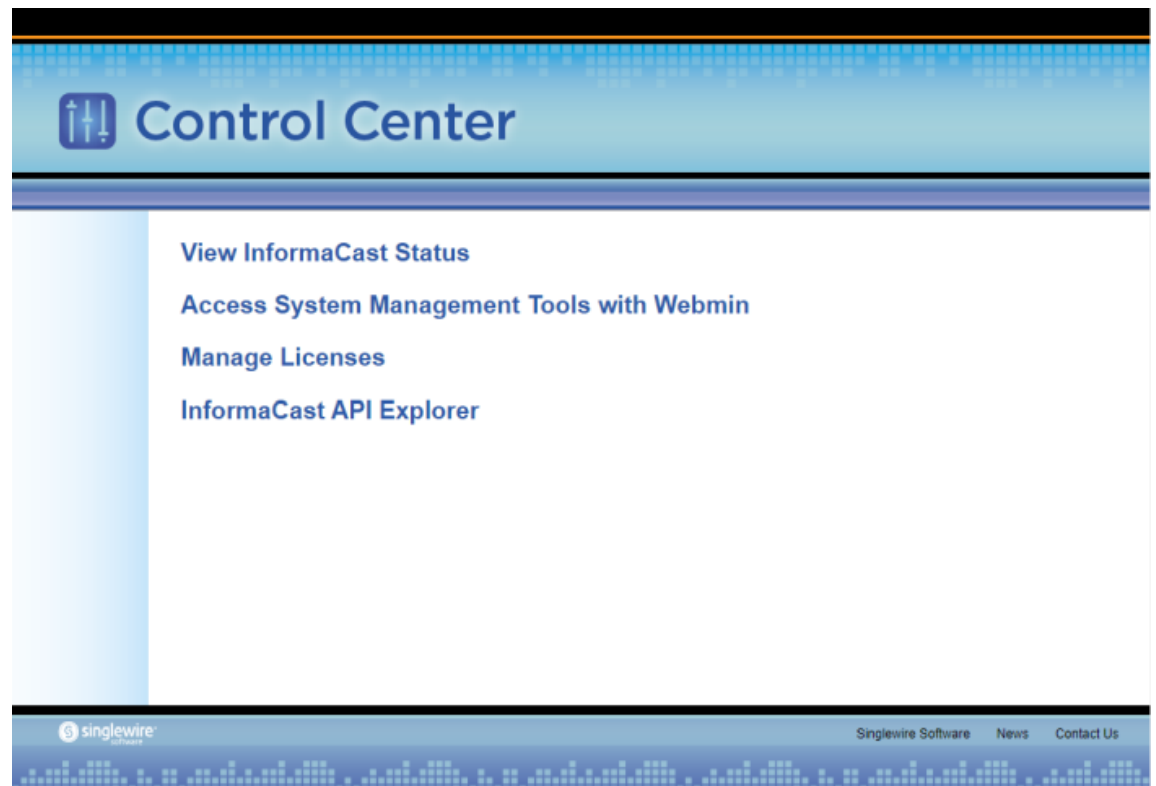 Control Center
View InformaCast Status
Access System Management Tools with Webmin
Manage Licenses
InformaCast API Explorer
singlewire
software
Singlewire Software News Contact Us